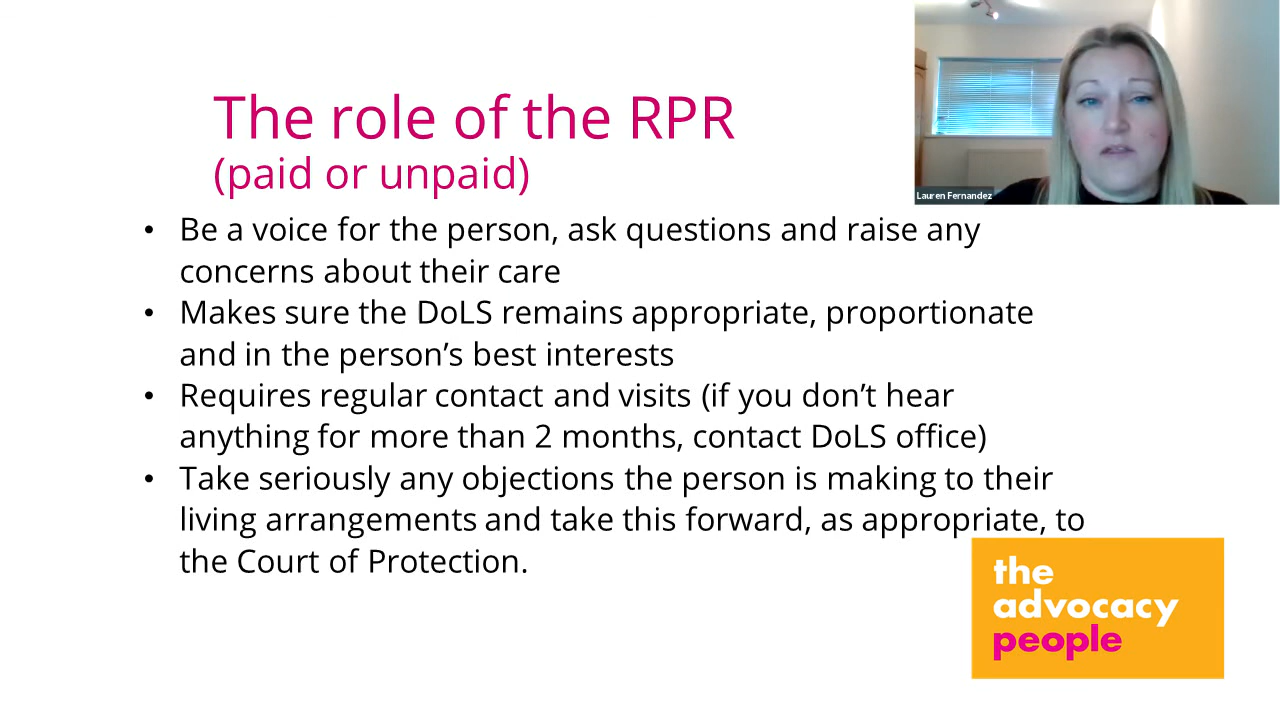 The role of the RPR
(paid or unpaid)
Lauren Fernandez
• Be a voice for the person, ask questions and raise any
concerns about their care
• Makes sure the DoLS remains appropriate, proportionate
and in the person’s best interests
• Requires regular contact and visits (if you don’t hear
anything for more than 2 months, contact DoLS office)
• Take seriously any objections the person is making to their
living arrangements and take this forward, as appropriate, to
the Court of Protection.
the
advocacy
people